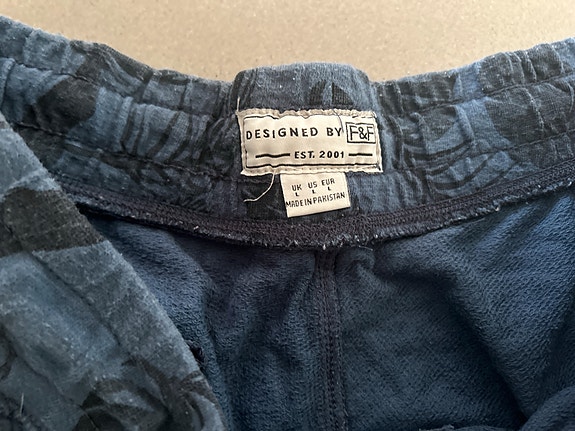 DESIGNED BY F&F
EST. 2001
UK US EUR
L L L
MADE IN PAKISTAN